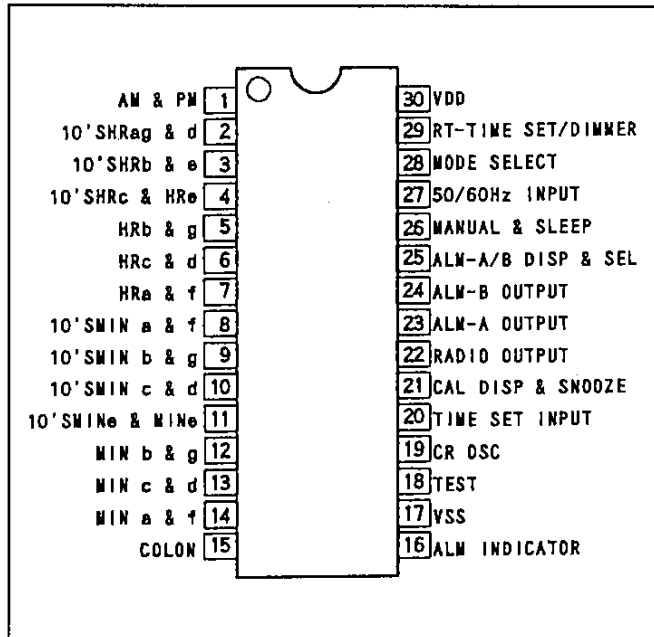 AM & PM 1
10'SHRag & d 2
10'SHRb & e 3
10'SHRc & HRe 4
HRb & g 5
HRc & d 6
HRa & f 7
10'SMIN a & f 8
10'SMIN b & g 9
10'SMIN c & d 10
10'SMINe & MINe 11
MIN b & g 12
MIN c & d 13
MIN a & f 14
COLON 15
30 VDD
29 RT-TIME SET/DIMMER
28 MODE SELECT
27 50/60Hz INPUT
26 MANUAL & SLEEP
25 ALM-A/B DISP & SEL
24 ALM-B OUTPUT
23 ALM-A OUTPUT
22 RADIO OUTPUT
21 CAL DISP & SNOOZE
20 TIME SET INPUT
19 CR OSC
18 TEST
17 VSS
16 ALM INDICATOR